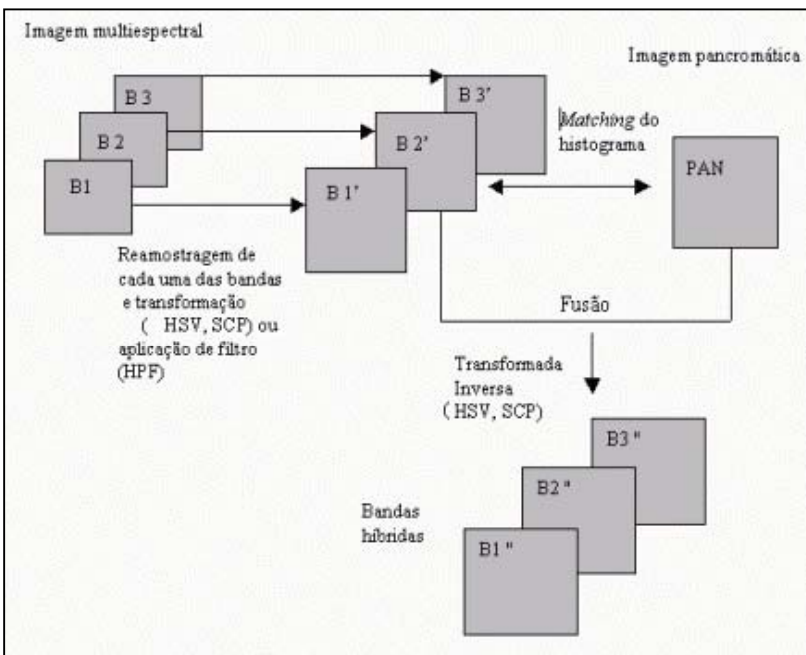 Imagem multiespectral
Imagem pancromática
B 3
B 2
B1
B 3'
B 2'
B 1'
Matching do
histograma
PAN
Reamostragem de
cada uma das bandas
e transformação
( HSV, SCP) ou
aplicação de filtro
(HPF)
Fusão
Transformada
Inversa
(HSV, SCP)
Bandas
híbridas
B3 "
B2 "
B1 "